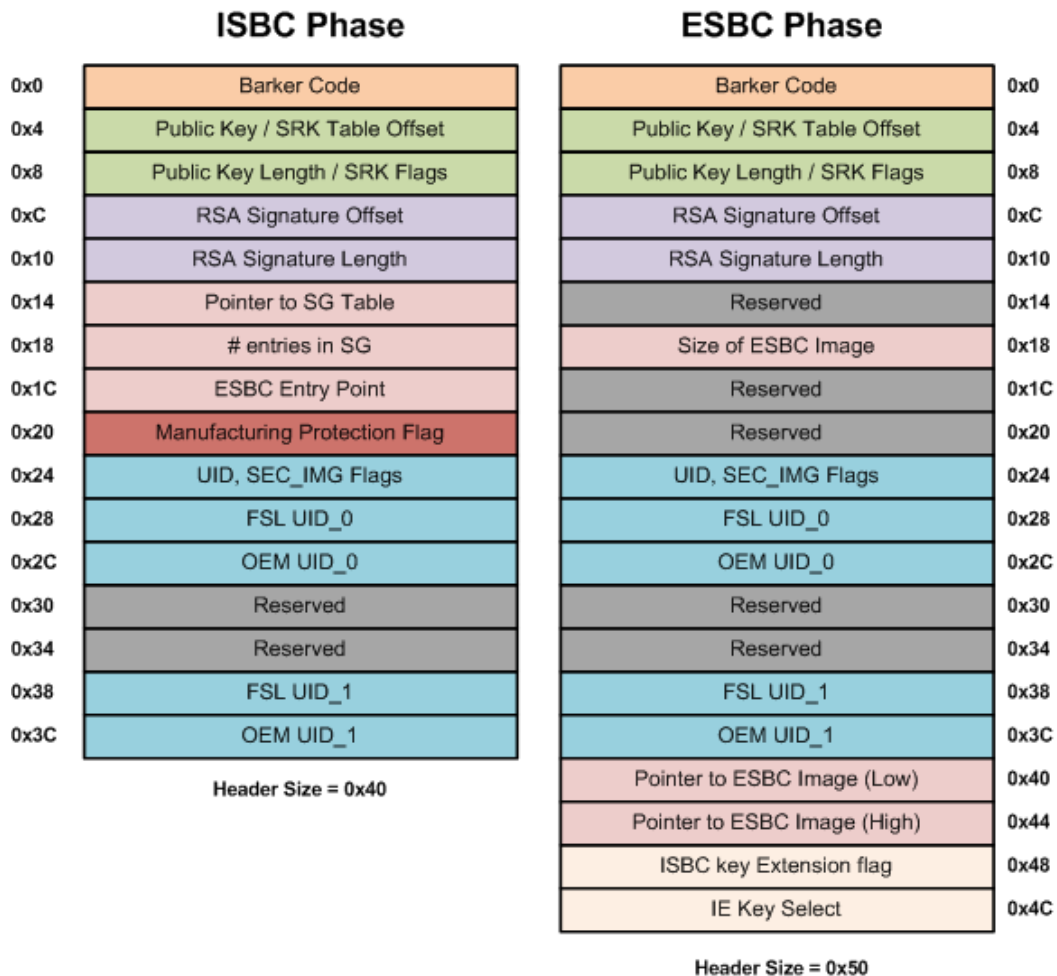 ISBC Phase
0x0 Barker Code
0x4 Public Key / SRK Table Offset
0x8 Public Key Length / SRK Flags
0xC RSA Signature Offset
0x10 RSA Signature Length
0x14 Pointer to SG Table
0x18 # entries in SG
0x1C ESBC Entry Point
0x20 Manufacturing Protection Flag
0x24 UID, SEC_IMG Flags
0x28 FSL UID_0
0x2C OEM UID_0
0x30 Reserved
0x34 Reserved
0x38 FSL UID_1
0x3C OEM UID_1
Header Size = 0x40
ESBC Phase
Barker Code 0x0
Public Key / SRK Table Offset 0x4
Public Key Length / SRK Flags 0x8
RSA Signature Offset 0xC
RSA Signature Length 0x10
Reserved 0x14
Size of ESBC Image 0x18
Reserved 0x1C
Reserved 0x20
UID, SEC_IMG Flags 0x24
FSL UID_0 0x28
OEM UID_0 0x2C
Reserved 0x30
Reserved 0x34
FSL UID_1 0x38
OEM UID_1 0x3C
Pointer to ESBC Image (Low) 0x40
Pointer to ESBC Image (High) 0x44
ISBC key Extension flag 0x48
IE Key Select 0x4C
Header Size = 0x50